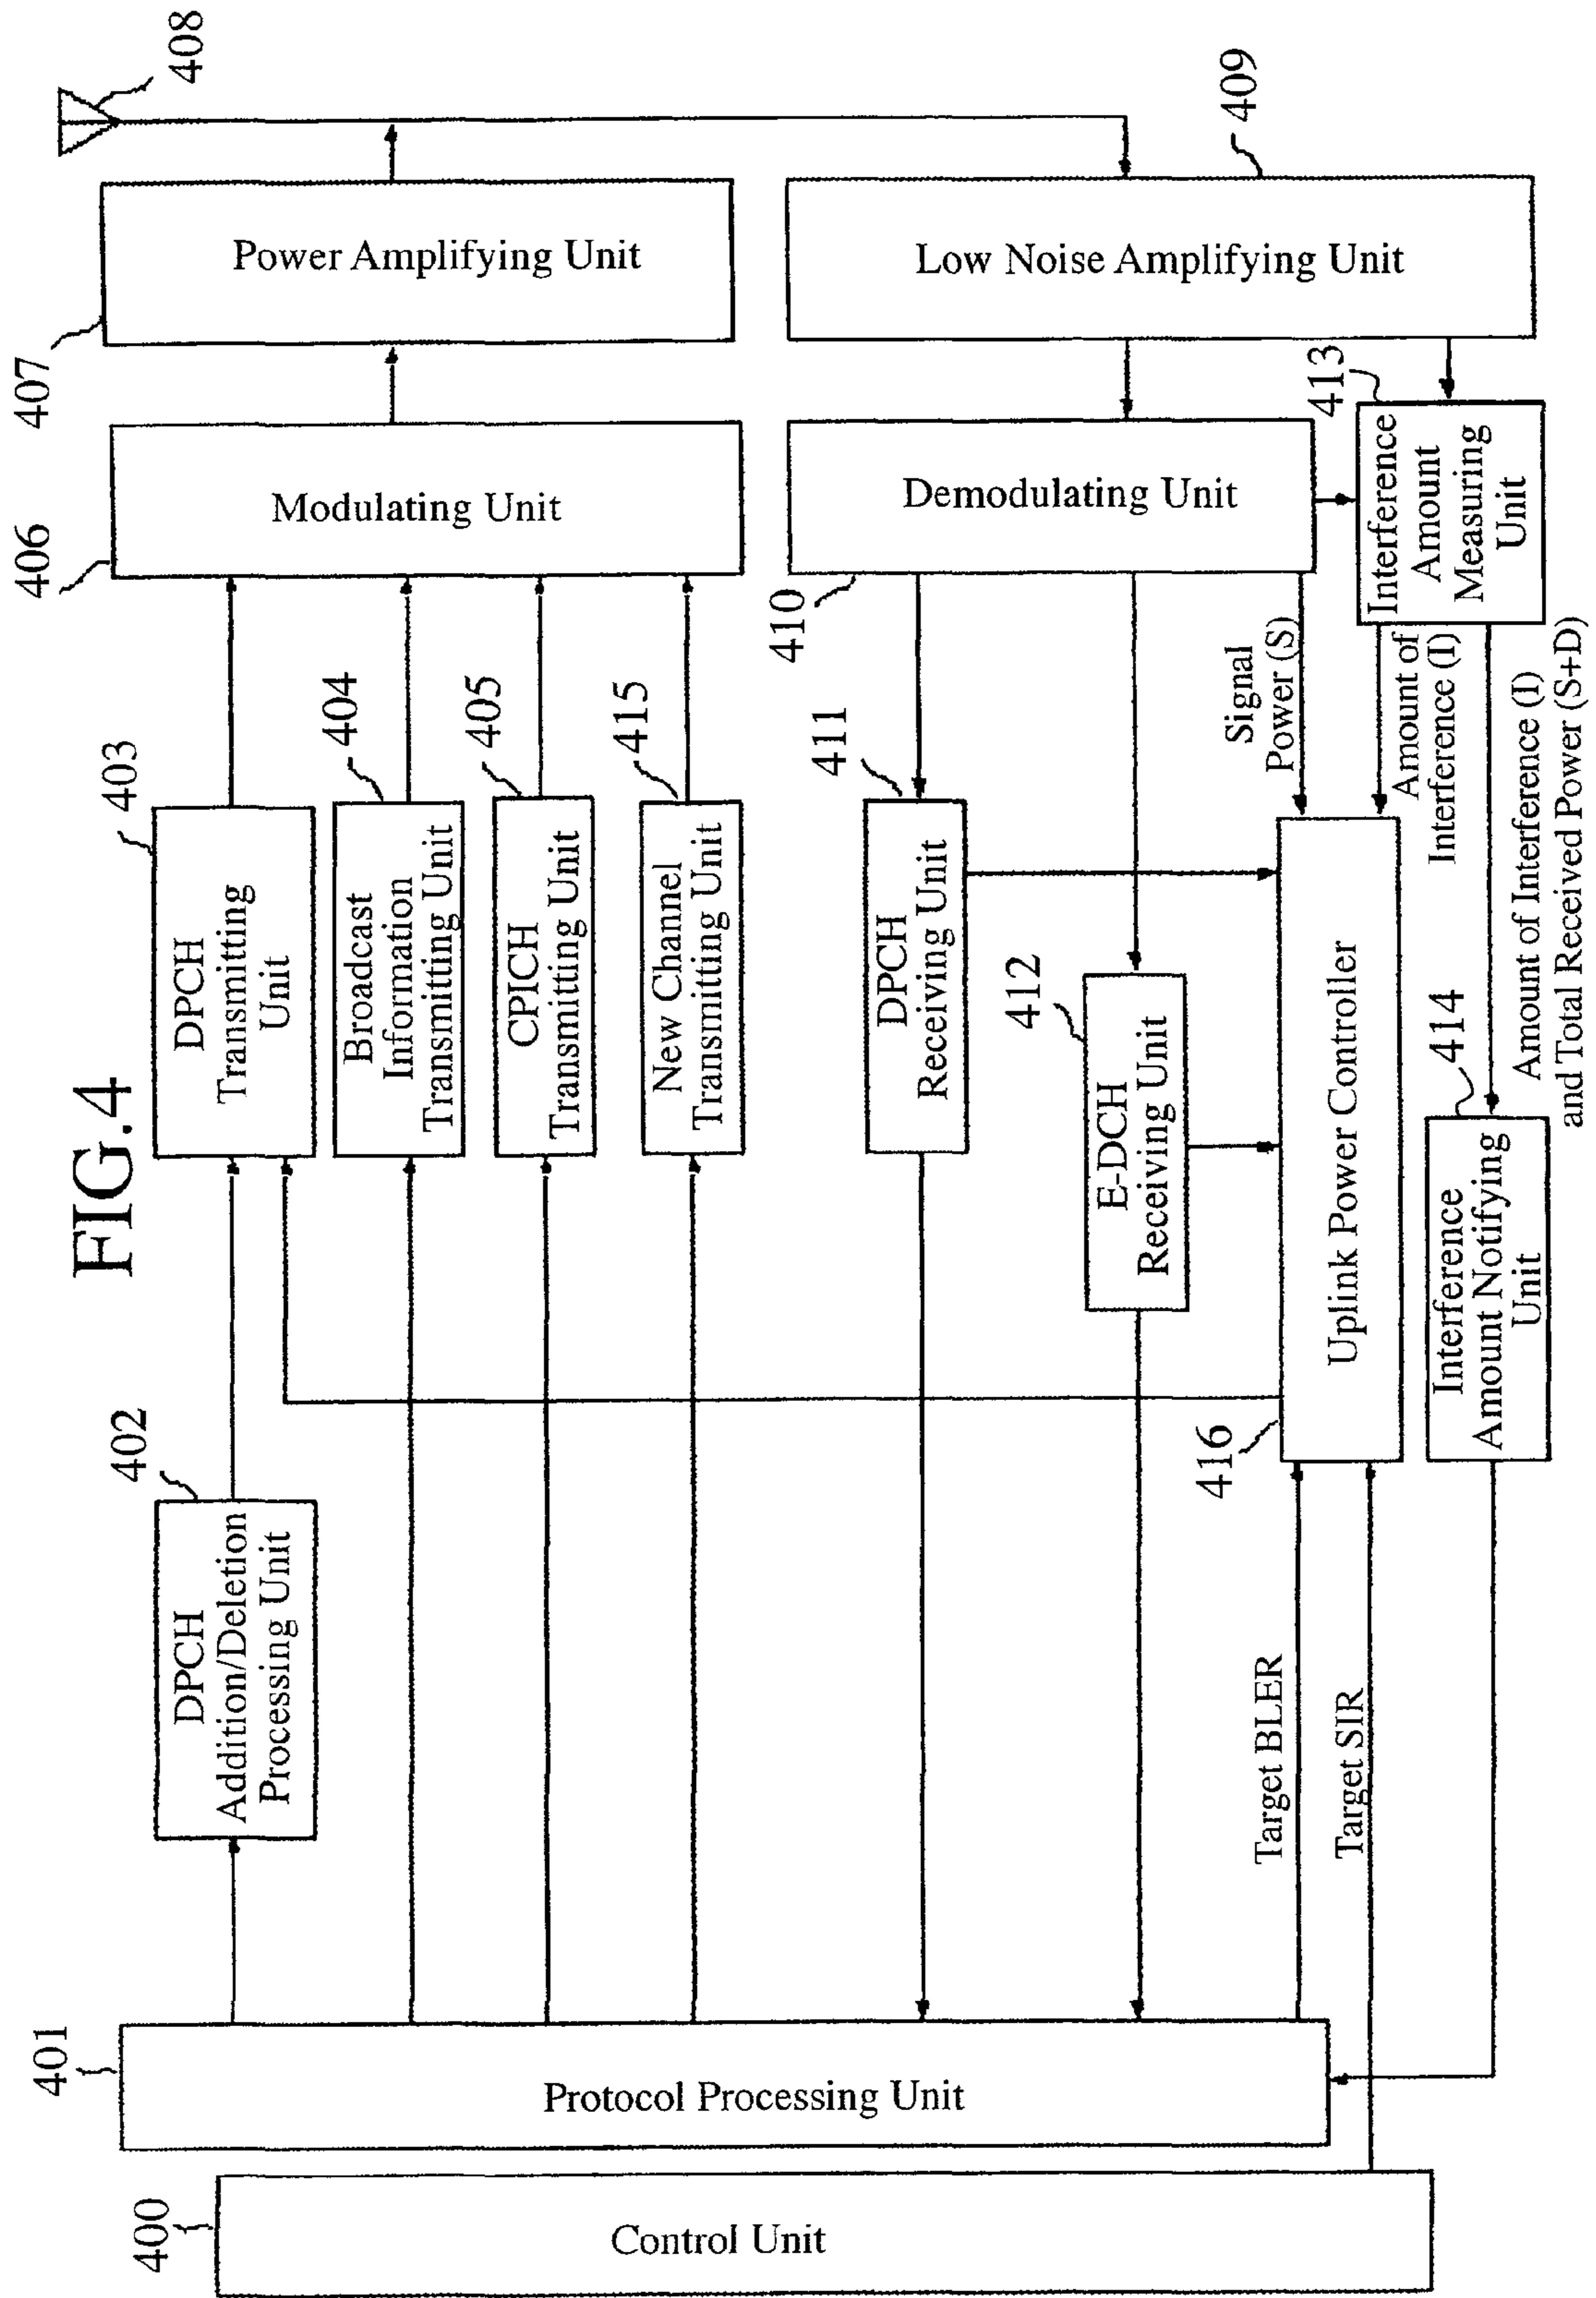 FIG.4
408
Power Amplifying Unit
407
Low Noise Amplifying Unit
409
Modulating Unit
406
Demodulating Unit
410
413
Interference
Amount
Measuring
Unit
403
DPCH
Transmitting
Unit
404
Broadcast
Information
Transmitting Unit
405
CPICH
Transmitting Unit
415
New Channel
Transmitting Unit
411
DPCH
Receiving Unit
412
E-DCH
Receiving Unit
Signal
Power (S)
Amount of
Interference (I)
Amount of Interference (I)
and Total Received Power (S+D)
416
Uplink Power Controller
414
Interference
Amount Notifying
Unit
402
DPCH
Addition/Deletion
Processing Unit
Target BLER
Target SIR
401
Protocol Processing Unit
400
Control Unit